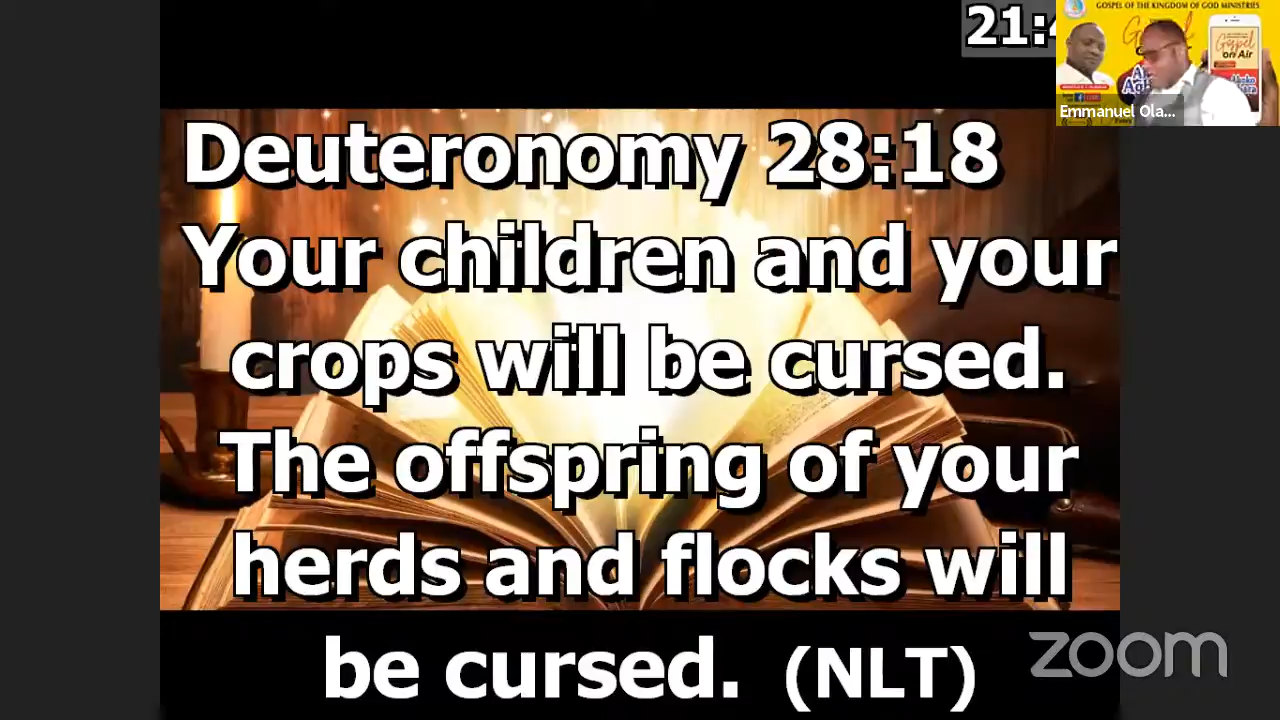 21:4
GOSPEL OF THE KINGDOM OF GOD MINISTRIES
Gospel
on Air
Emmanuel Ola...
Deuteronomy 28:18
Your children and your
crops will be cursed.
The offspring of your
herds and flocks will
be cursed. (NLT)
zoom